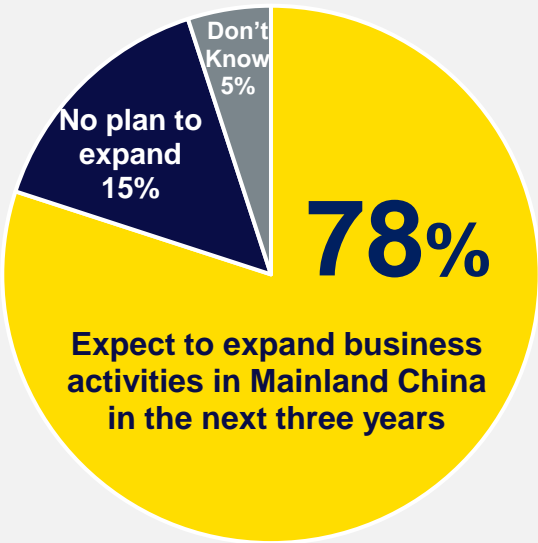 Don’t
Know
5%
No plan to
expand
15%
78%
Expect to expand business
activities in Mainland China
in the next three years